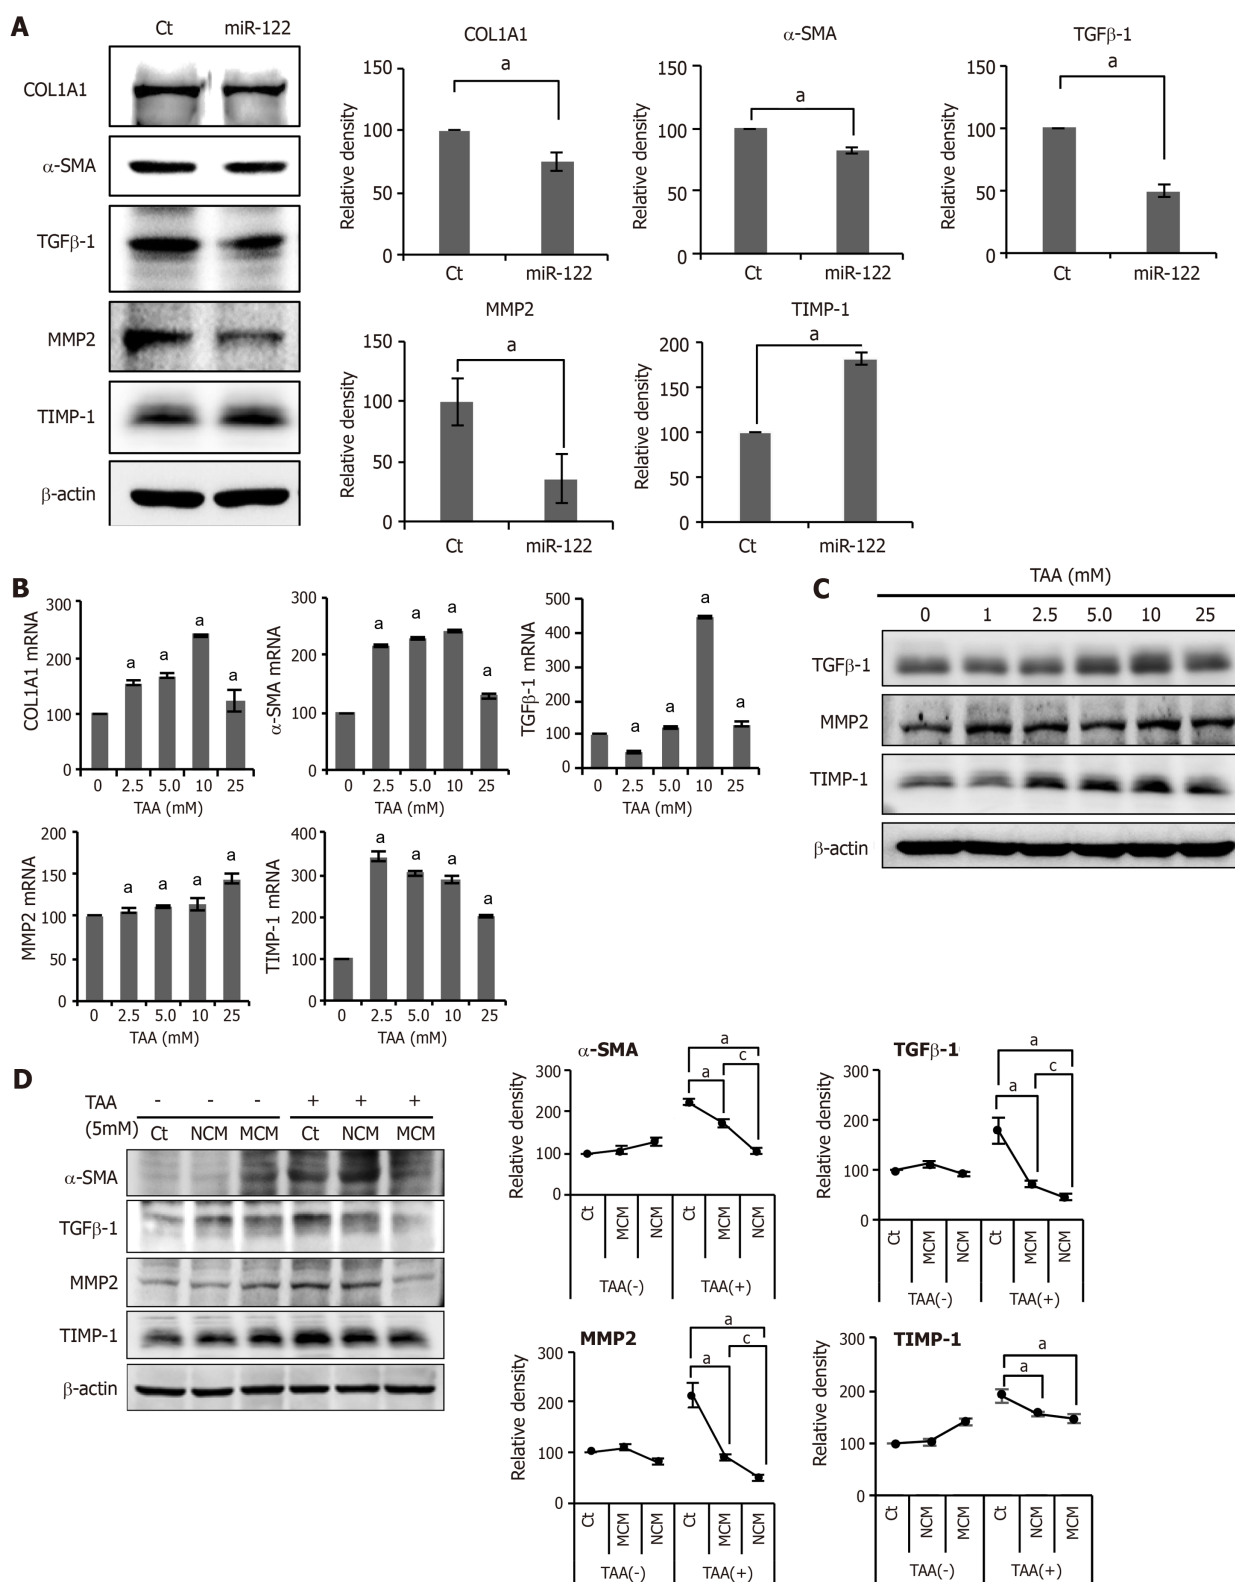 A
Ct miR-122
COL1A1
α-SMA
TGFβ-1
MMP2
TIMP-1
β-actin
COL1A1
Relative density
150
100
50
0
a
Ct miR-122
α-SMA
Relative density
150
100
50
0
a
Ct miR-122
TGFβ-1
Relative density
150
100
50
0
a
Ct miR-122
MMP2
Relative density
150
100
50
0
a
Ct miR-122
TIMP-1
Relative density
200
150
100
50
0
a
Ct miR-122
B
COL1A1 mRNA
300
200
100
0
a a a a
0 2.5 5.0 10 25
TAA (mM)
α-SMA mRNA
300
200
100
0
a a a a
0 2.5 5.0 10 25
TAA (mM)
TGFβ-1 mRNA
500
400
300
200
100
0
a a a a
0 2.5 5.0 10 25
TAA (mM)
MMP2 mRNA
200
150
100
50
0
a a a a
0 2.5 5.0 10 25
TAA (mM)
TIMP-1 mRNA
400
300
200
100
0
a a a a
0 2.5 5.0 10 25
TAA (mM)
C
TAA (mM)
0 1 2.5 5.0 10 25
TGFβ-1
MMP2
TIMP-1
β-actin
D
TAA - - - + + +
(5mM) Ct NCM MCM Ct NCM MCM
α-SMA
TGFβ-1
MMP2
TIMP-1
β-actin
α-SMA
Relative density
300
200
100
0
a
a c
Ct MCM NCM Ct MCM NCM
TAA(-) TAA(+)
TGFβ-1
Relative density
300
200
100
0
a
a c
Ct MCM NCM Ct MCM NCM
TAA(-) TAA(+)
MMP2
Relative density
300
200
100
0
a
a c
Ct MCM NCM Ct MCM NCM
TAA(-) TAA(+)
TIMP-1
Relative density
300
200
100
0
a
a
Ct NCM MCM Ct NCM MCM
TAA(-) TAA(+)